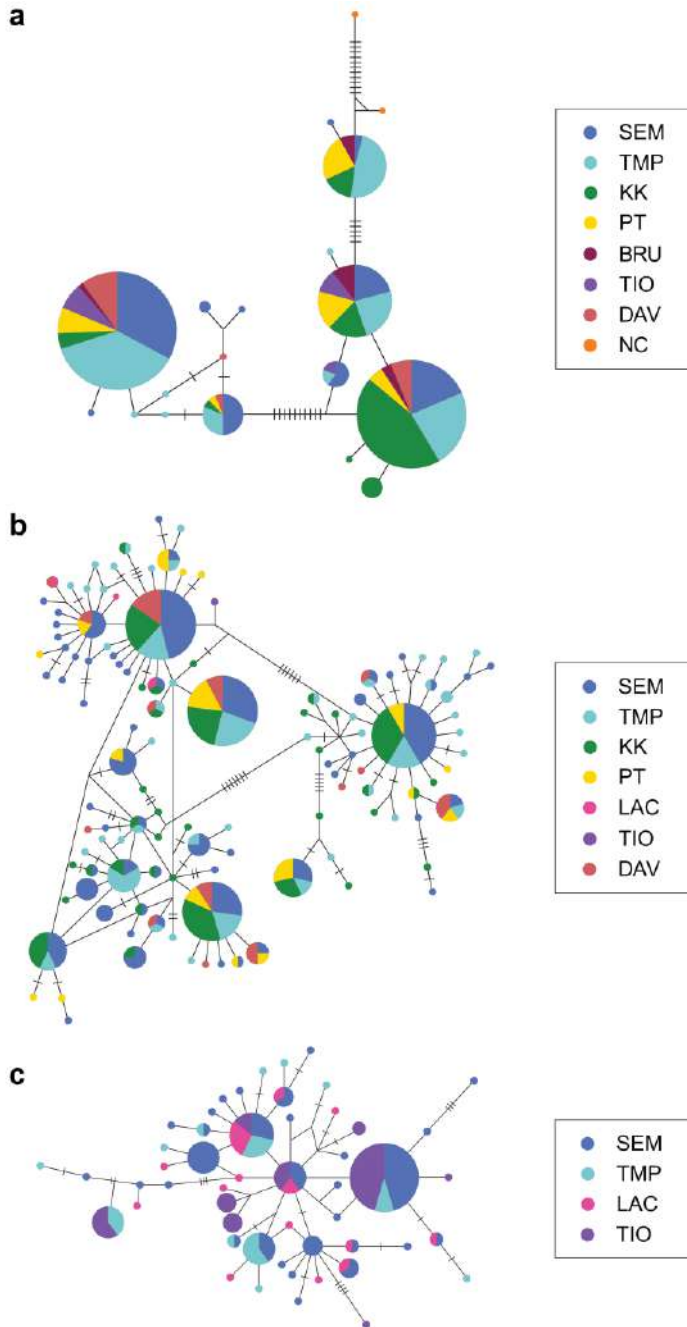 a
SEM
TMP
KK
PT
BRU
TIO
DAV
NC
b
SEM
TMP
KK
PT
LAC
TIO
DAV
c
SEM
TMP
LAC
TIO